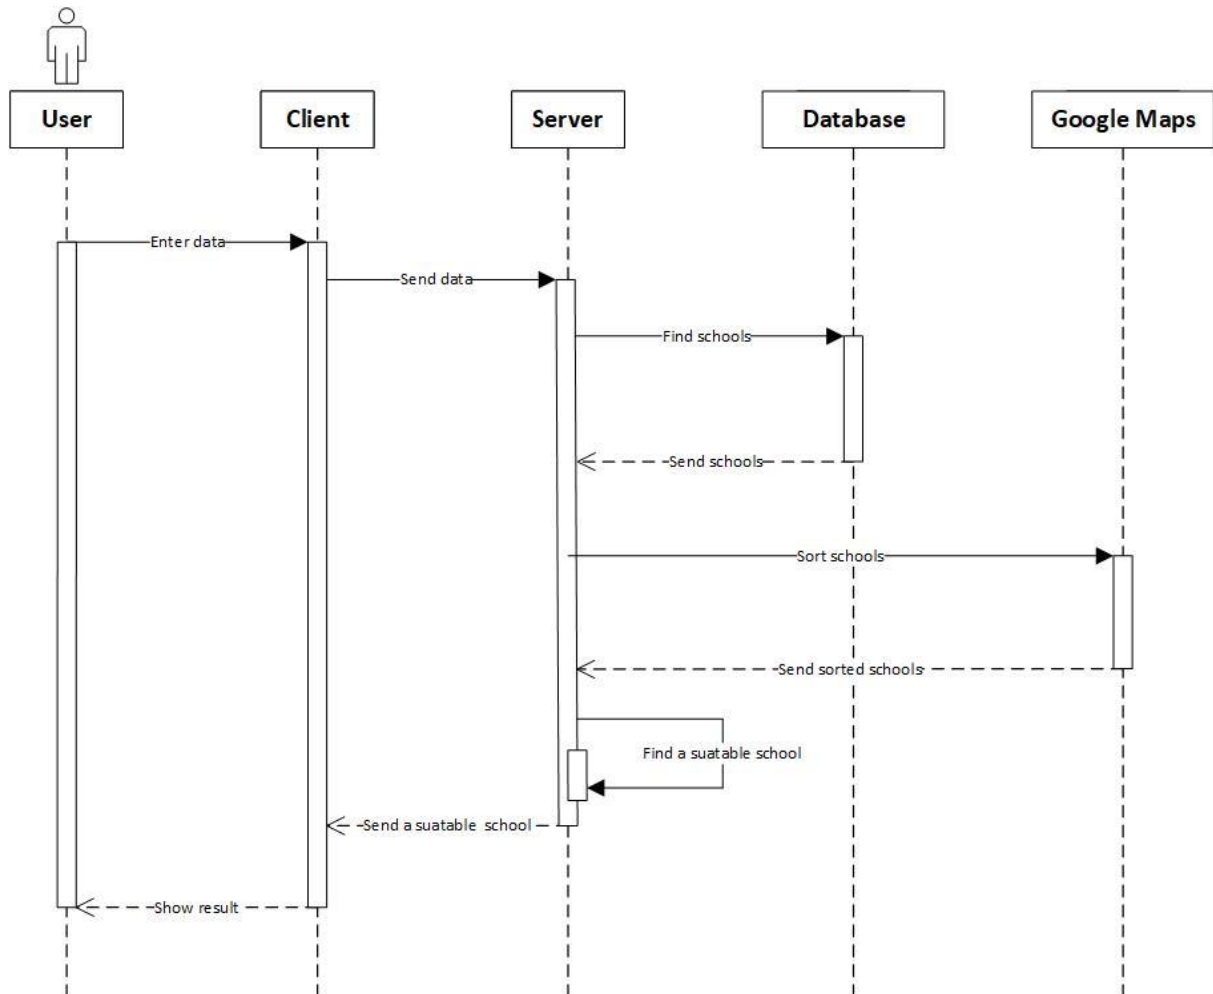 User
Client
Server
Database
Google Maps
Enter data
Send data
Find schools
Send schools
Sort schools
Send sorted schools
Find a suatable school
Send a suatable school
Show result